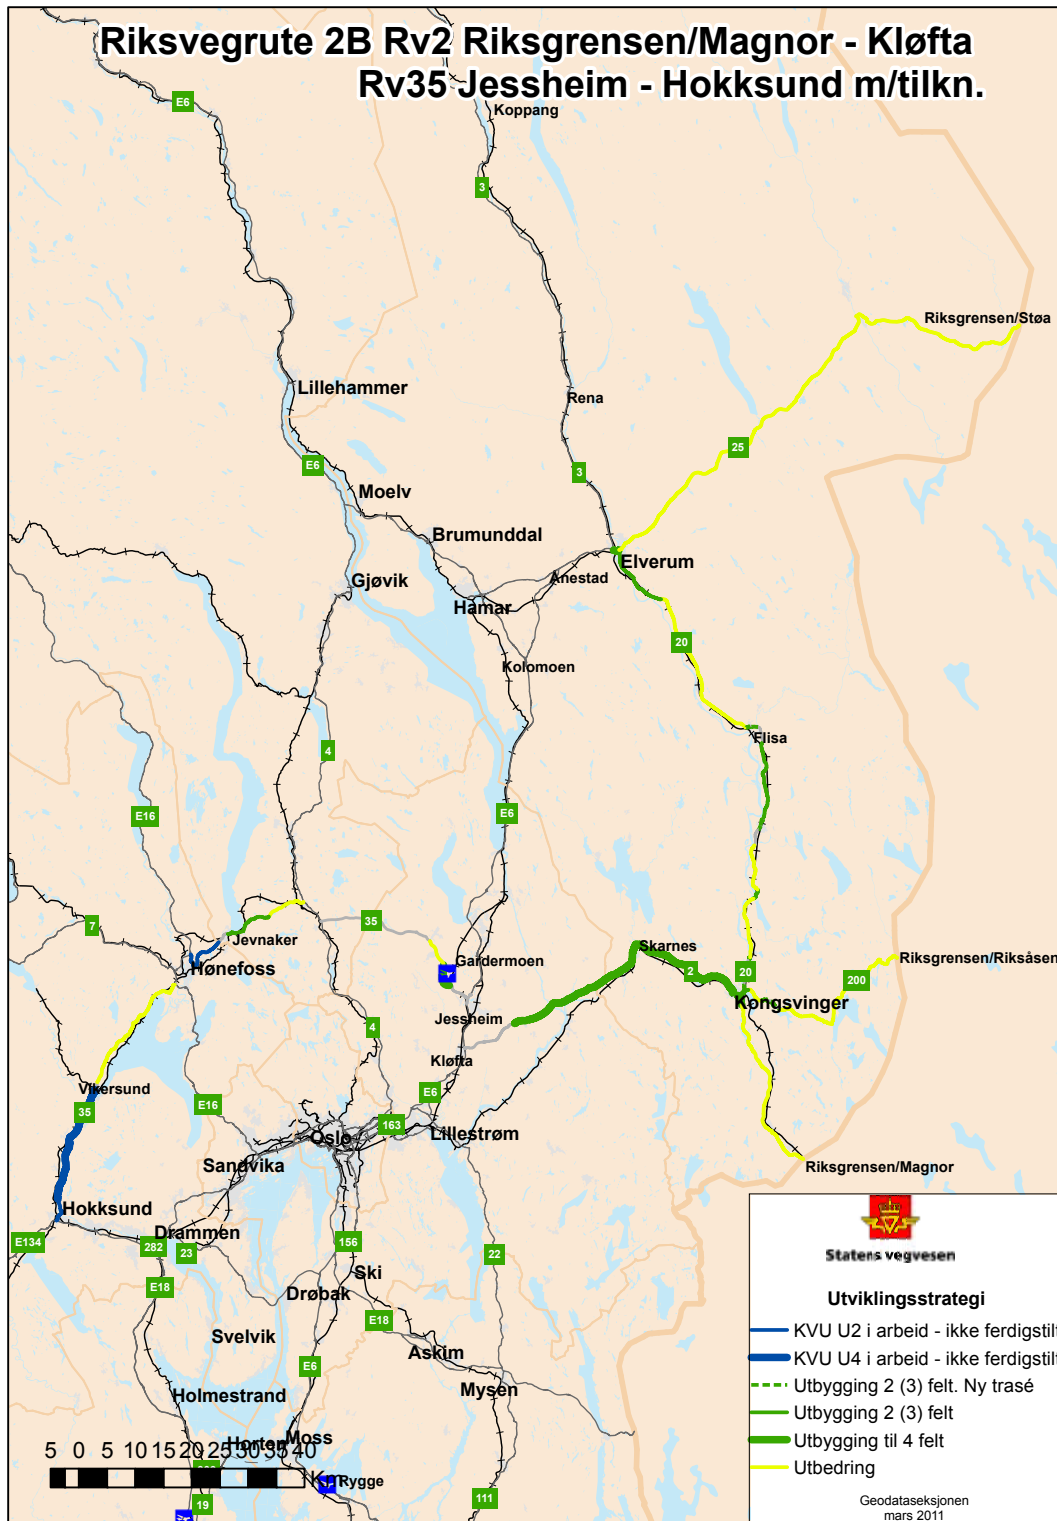 Riksvegrute 2B Rv2 Riksgrensen/Magnor - Kløfta
Rv35 Jessheim - Hokksund m/tilkn.
E6
Koppang
3
Riksgrensen/Støa
Lillehammer
Rena
25
E6
3
Moelv
Brumunddal
Elverum
Ånestad
Gjøvik
Hamar
20
Kolomoen
Flisa
4
E6
E16
35
7
Jevnaker
Skarnes
Gardermoen
Riksgrensen/Riksåsen
Hønefoss
2
20
200
Kongsvinger
Jessheim
4
Kløfta
Vikersund
E6
35
E16
163
Oslo
Lillestrøm
Sandvika
Riksgrensen/Magnor
Hokksund
Drammen
E134
282
23
156
22
Ski
E18
Drøbak
E18
Svelvik
Askim
E6
Mysen
Holmestrand
Horten
Moss
5 0 5 10 15 20 25 30 35 40
Km
Rygge
19
111
Statens vegvesen
Utviklingsstrategi
KVU U2 i arbeid - ikke ferdigstilt
KVU U4 i arbeid - ikke ferdigstilt
Utbygging 2 (3) felt. Ny trasé
Utbygging 2 (3) felt
Utbygging til 4 felt
Utbedring
Geodataseksjonen
mars 2011